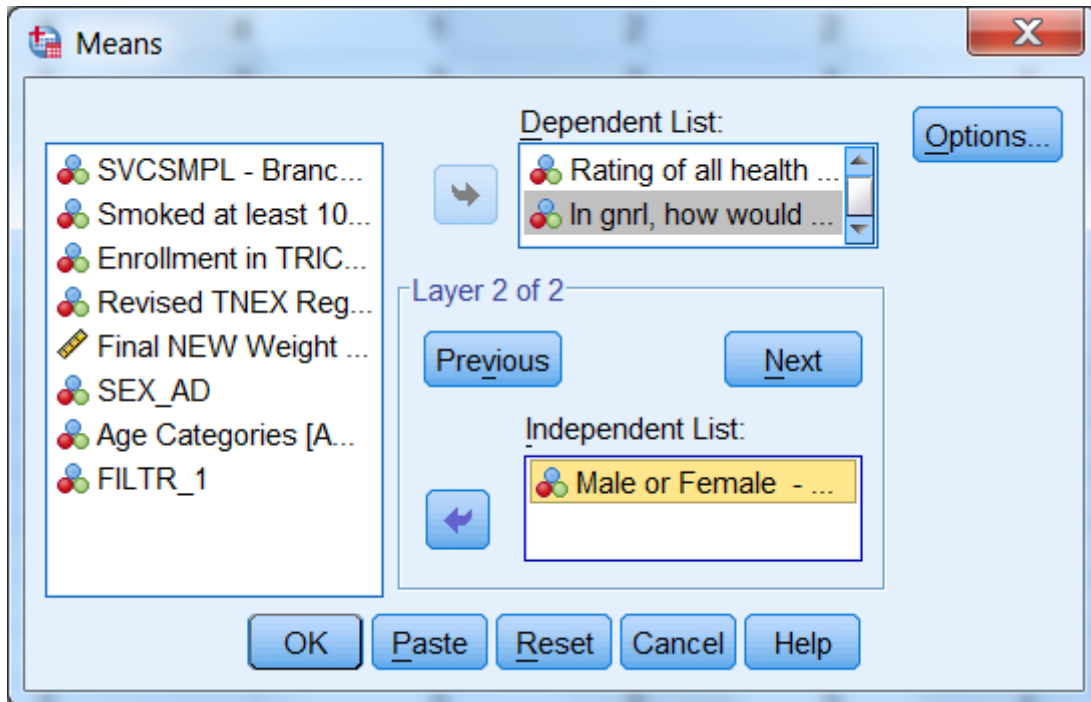 Means
Dependent List:
Options...
SVCSMPL - Branc...
Smoked at least 10...
Enrollment in TRIC...
Revised TNEX Reg...
Final NEW Weight ...
SEX_AD
Age Categories [A...
FILTR_1
Rating of all health ...
In gnrl, how would ...
Layer 2 of 2
Previous
Next
Independent List:
Male or Female - ...
OK
Paste
Reset
Cancel
Help